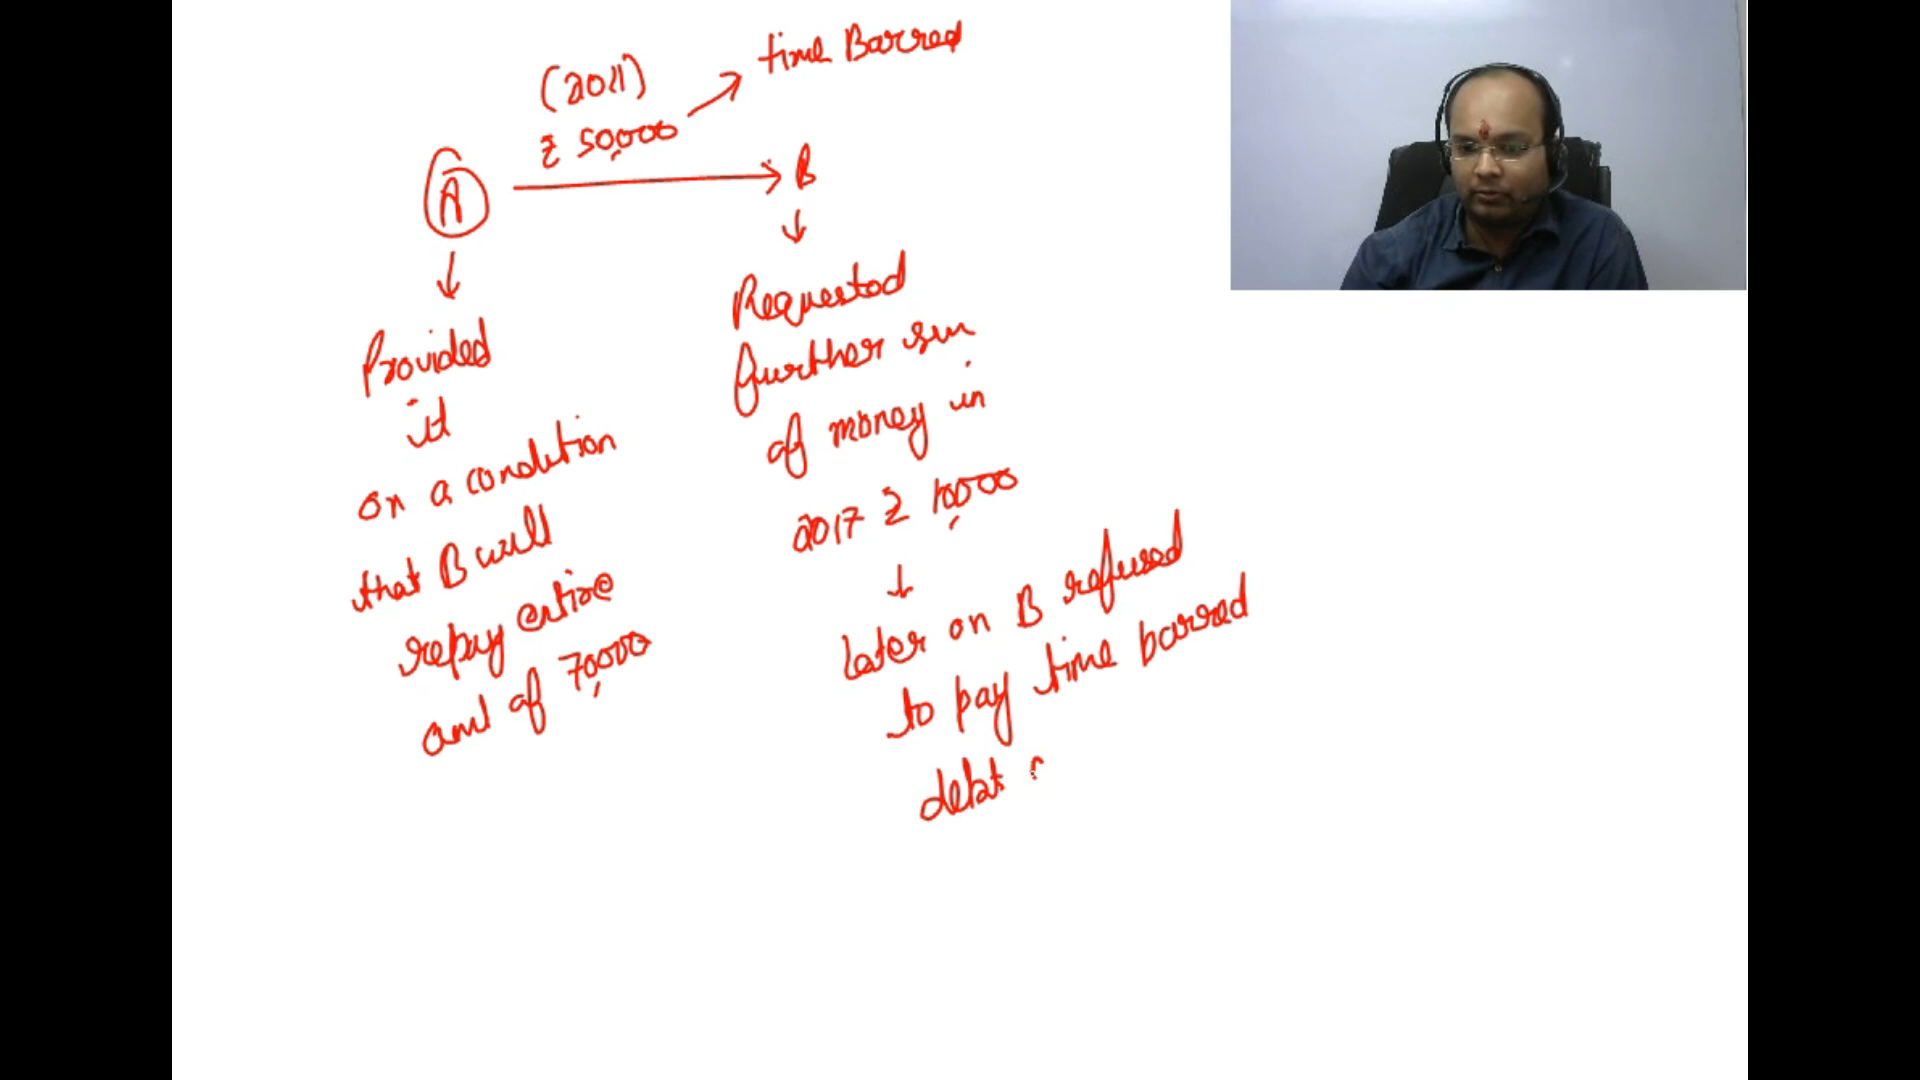 (2011)
₹ 50,000
time Barred
A
B
Provided
it
on a condition
that B will
repay entire
amt of 70,000
Requested
further sum
of money in
2017 ₹ 10,000
Later on B refused
to pay time barred
debt